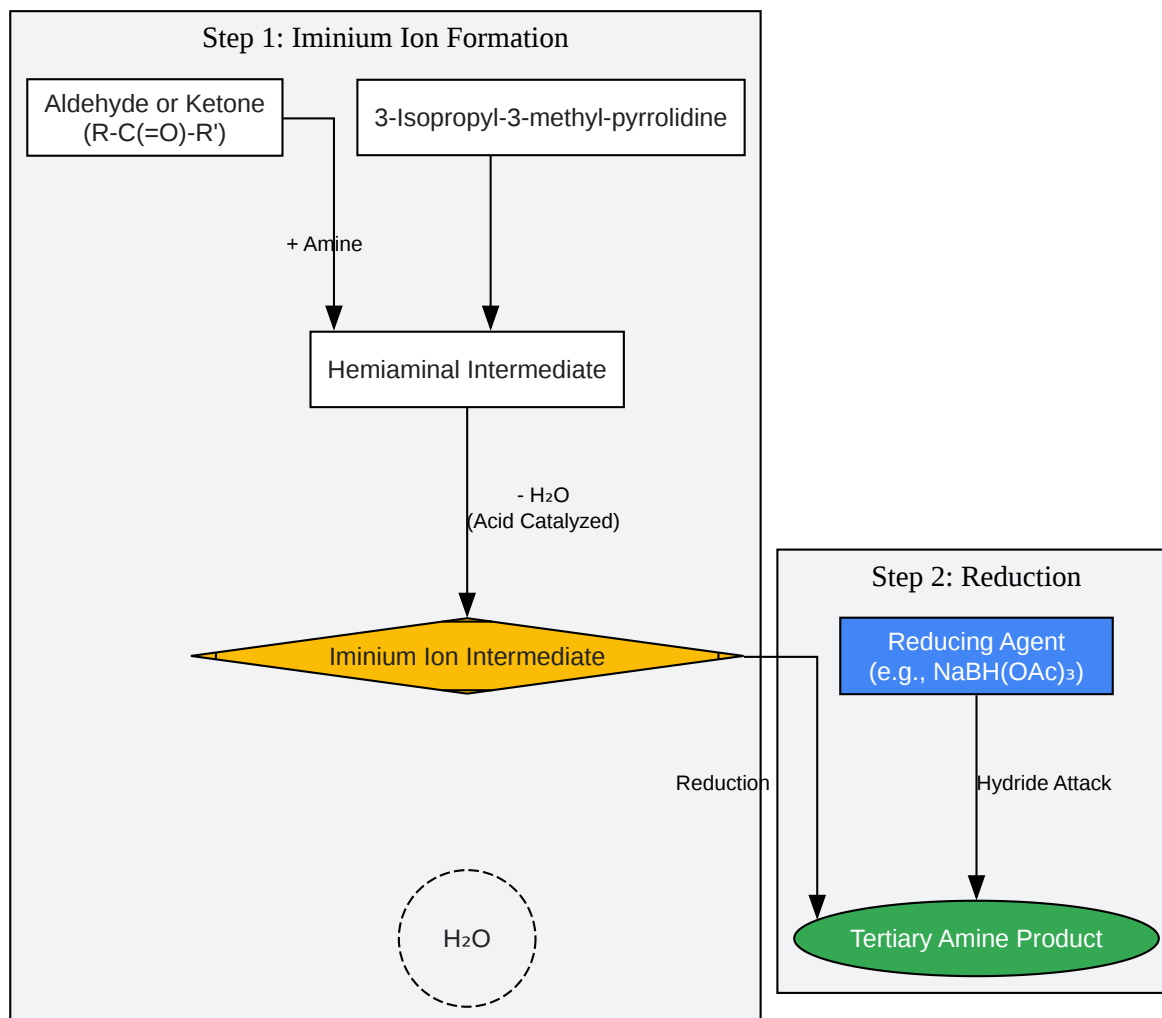 Step 1: Iminium Ion Formation
Aldehyde or Ketone
(R-C(=O)-R')
3-Isopropyl-3-methyl-pyrrolidine
+ Amine
Hemiaminal Intermediate
- H₂O
(Acid Catalyzed)
Iminium Ion Intermediate
Step 2: Reduction
Reducing Agent
(e.g., NaBH(OAc)₃)
Reduction
Hydride Attack
H₂O
Tertiary Amine Product